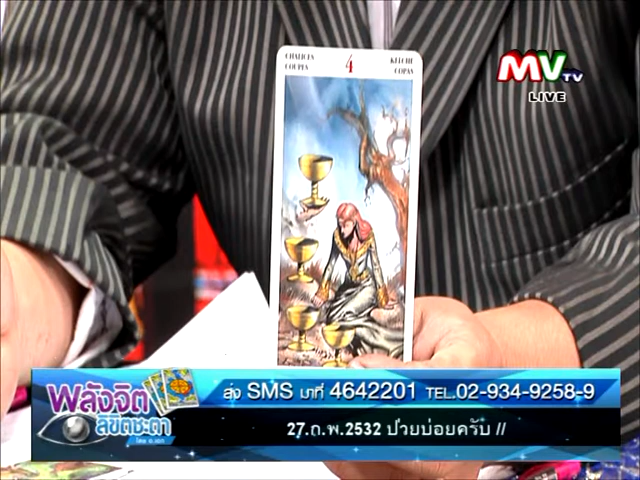 CHALICES
COUPES
4
KELCHE
COPAS
MV TV
LIVE
พลังจิต
ลิขิตชะตา
ส่ง SMS มาที่ 4642201 TEL.02-934-9258-9
27.ถ.พ.2532 ป่วยบ่อยครับ //